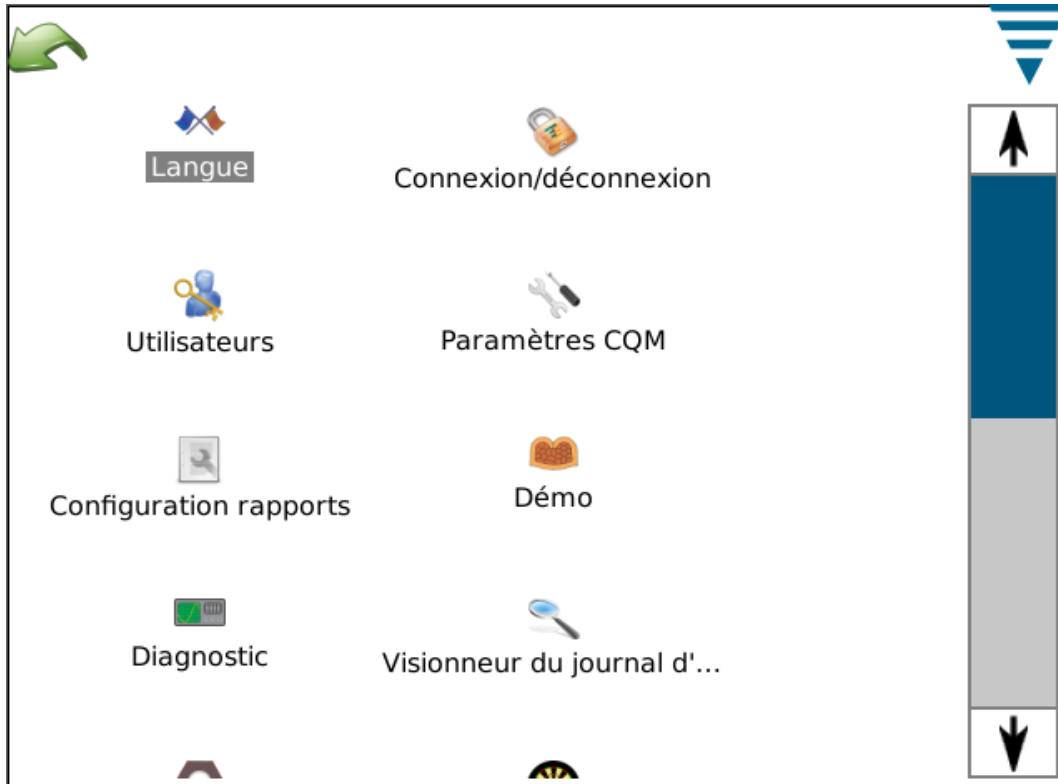 Langue
Connexion/déconnexion
Utilisateurs
Paramètres CQM
Configuration rapports
Démo
Diagnostic
Visionneur du journal d'...